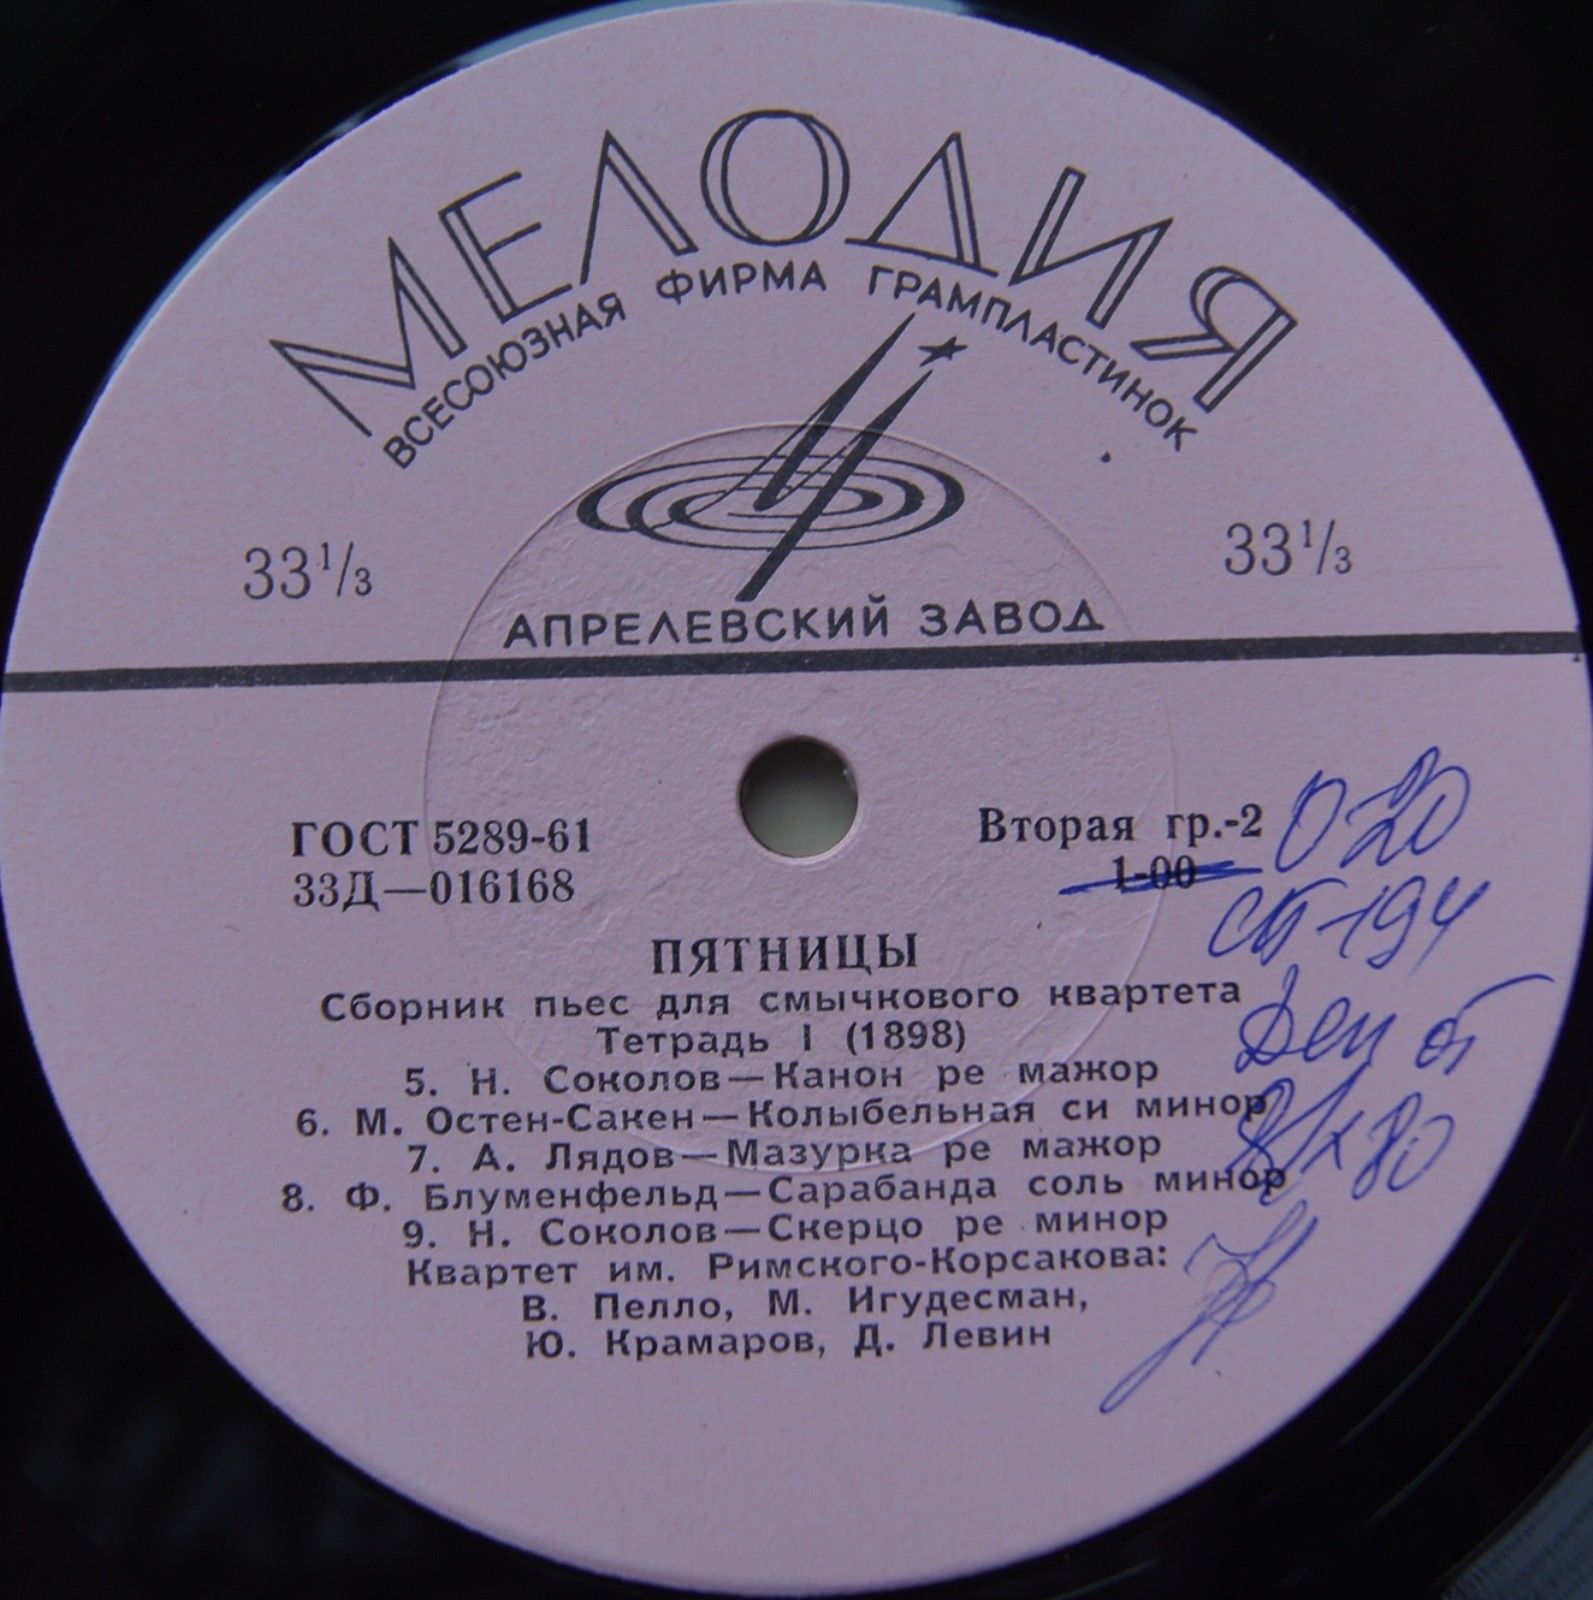 МЕЛОДИЯ
ВСЕСОЮЗНАЯ ФИРМА ГРАМПЛАСТИНОК
33⅓ 33⅓
АПРЕЛЕВСКИЙ ЗАВОД
ГОСТ 5289-61 Вторая гр.-2 0-20
33Д—016168 1-00
ПЯТНИЦЫ
Сборник пьес для смычкового квартета
Тетрадь I (1898)
5. Н. Соколов—Канон ре мажор
6. М. Остен-Сакен—Колыбельная си минор
7. А. Лядов—Мазурка ре мажор
8. Ф. Блуменфельд—Сарабанда соль минор
9. Н. Соколов—Скерцо ре минор
Квартет им. Римского-Корсакова:
В. Пелло, М. Игудесман,
Ю. Крамаров, Д. Левин